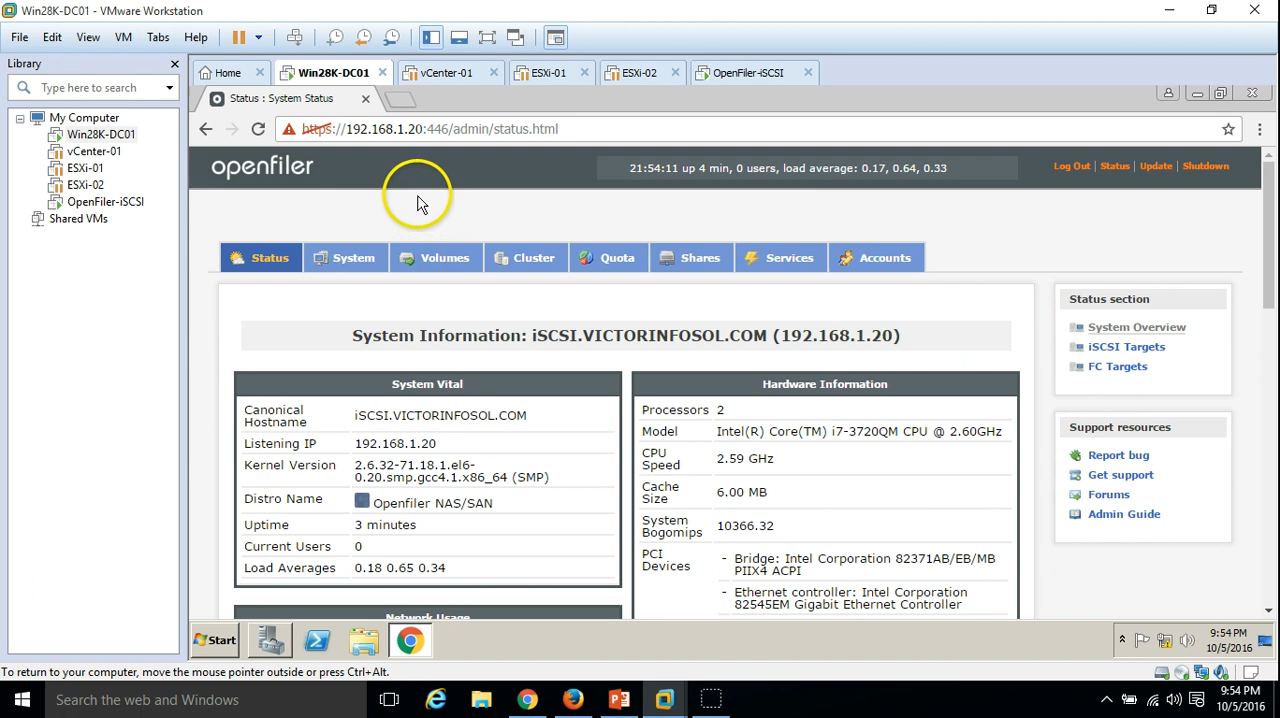 Win28K-DC01 - VMware Workstation
File Edit View VM Tabs Help
Library
Type here to search
My Computer
Win28K-DC01
vCenter-01
ESXi-01
ESXi-02
OpenFiler-iSCSI
Shared VMs
Home Win28K-DC01 vCenter-01 ESXi-01 ESXi-02 OpenFiler-iSCSI
Status : System Status
https://192.168.1.20:446/admin/status.html
openfiler
21:54:11 up 4 min, 0 users, load average: 0.17, 0.64, 0.33
Log Out | Status | Update | Shutdown
Status System Volumes Cluster Quota Shares Services Accounts
System Information: iSCSI.VICTORINFOSOL.COM (192.168.1.20)
System Vital
Canonical
Hostname
iSCSI.VICTORINFOSOL.COM
Listening IP 192.168.1.20
Kernel Version 2.6.32-71.18.1.el6-
0.20.smp.gcc4.1.x86_64 (SMP)
Distro Name Openfiler NAS/SAN
Uptime 3 minutes
Current Users 0
Load Averages 0.18 0.65 0.34
Network Usage
Hardware Information
Processors 2
Model Intel(R) Core(TM) i7-3720QM CPU @ 2.60GHz
CPU
Speed
2.59 GHz
Cache
Size
6.00 MB
System
Bogomips
10366.32
PCI
Devices
- Bridge: Intel Corporation 82371AB/EB/MB
PIIX4 ACPI
- Ethernet controller: Intel Corporation
82545EM Gigabit Ethernet Controller
Status section
System Overview
iSCSI Targets
FC Targets
Support resources
Report bug
Get support
Forums
Admin Guide
Start
9:54 PM
10/5/2016
To return to your computer, move the mouse pointer outside or press Ctrl+Alt.
Search the web and Windows
9:54 PM
10/5/2016